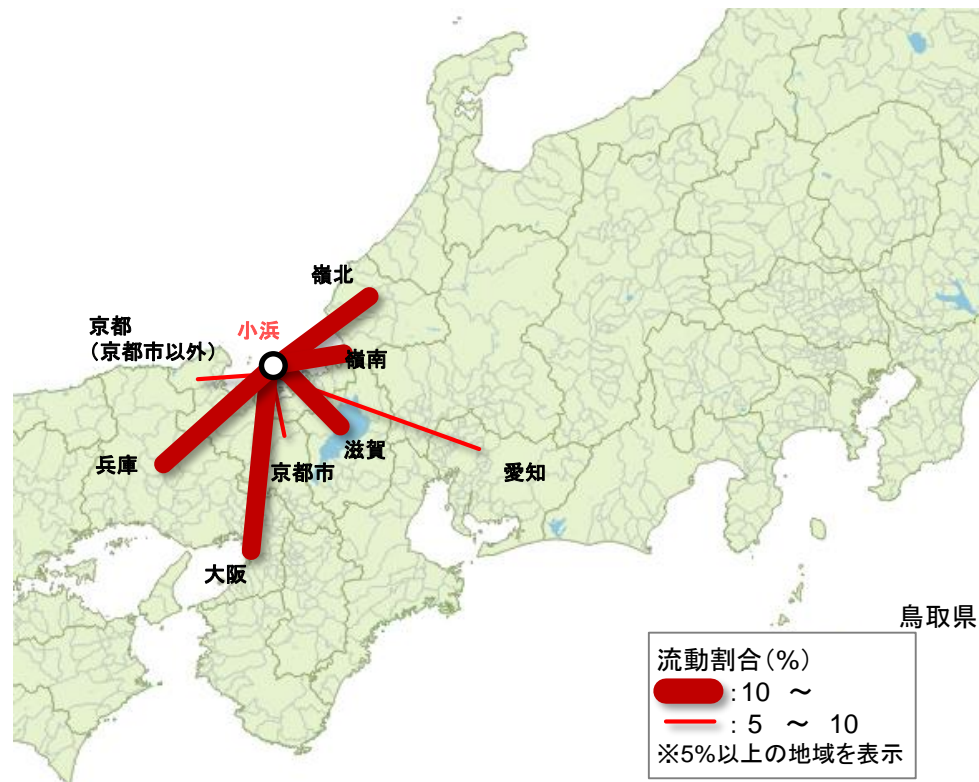 嶺北
小浜
京都
（京都市以外）
嶺南
滋賀
兵庫
京都市
愛知
大阪
鳥取県
流動割合(%)
:10 ～
: 5 ～ 10
※5%以上の地域を表示